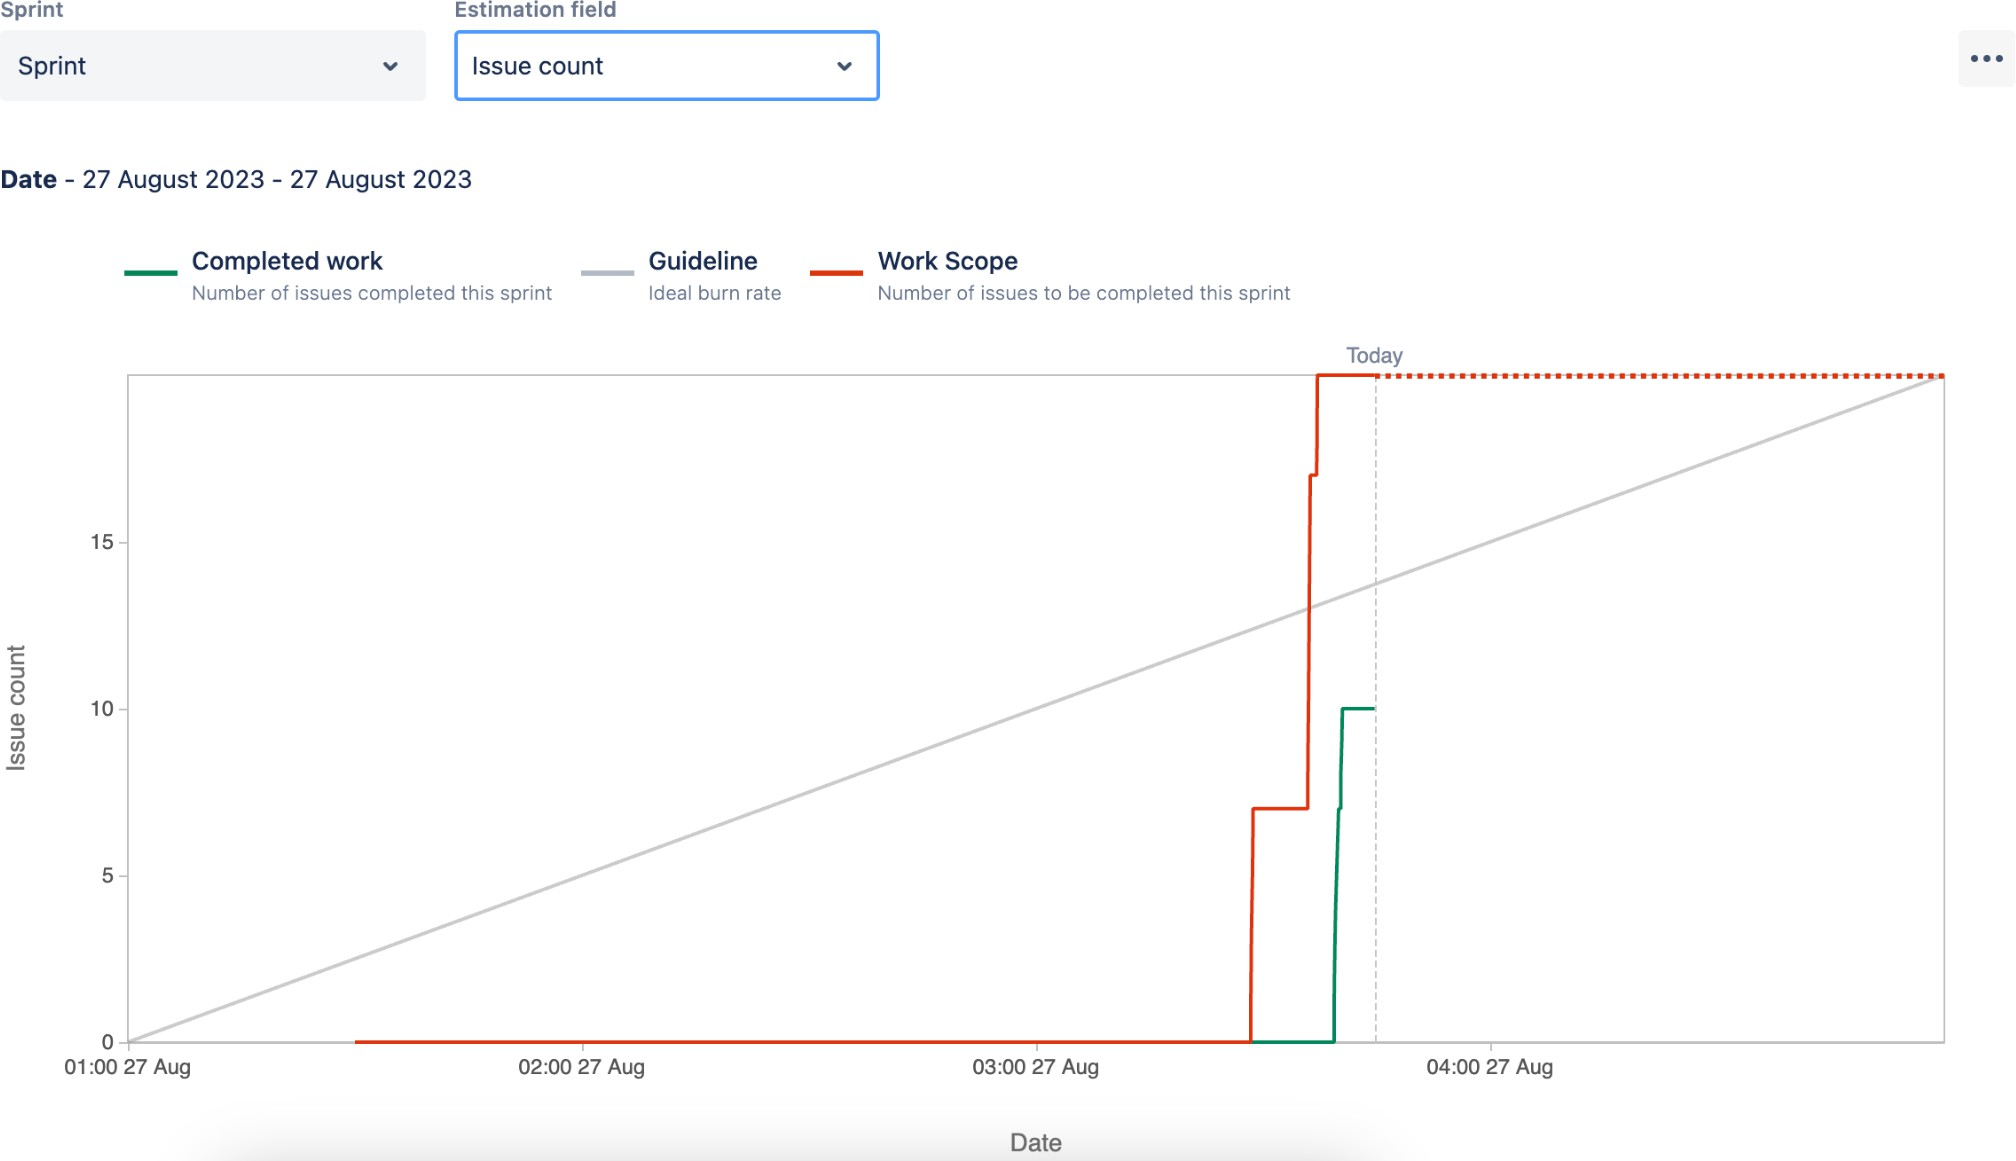 Sprint
Estimation field
Sprint
Issue count
Date - 27 August 2023 - 27 August 2023
Completed work
Number of issues completed this sprint
Guideline
Ideal burn rate
Work Scope
Number of issues to be completed this sprint
Today
15
10
5
0
Issue count
01:00 27 Aug
02:00 27 Aug
03:00 27 Aug
04:00 27 Aug
Date